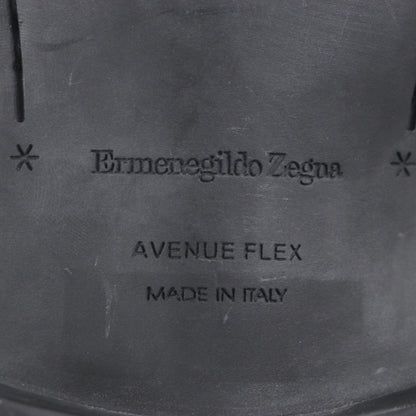 Ermenegildo Zegna
AVENUE FLEX
MADE IN ITALY